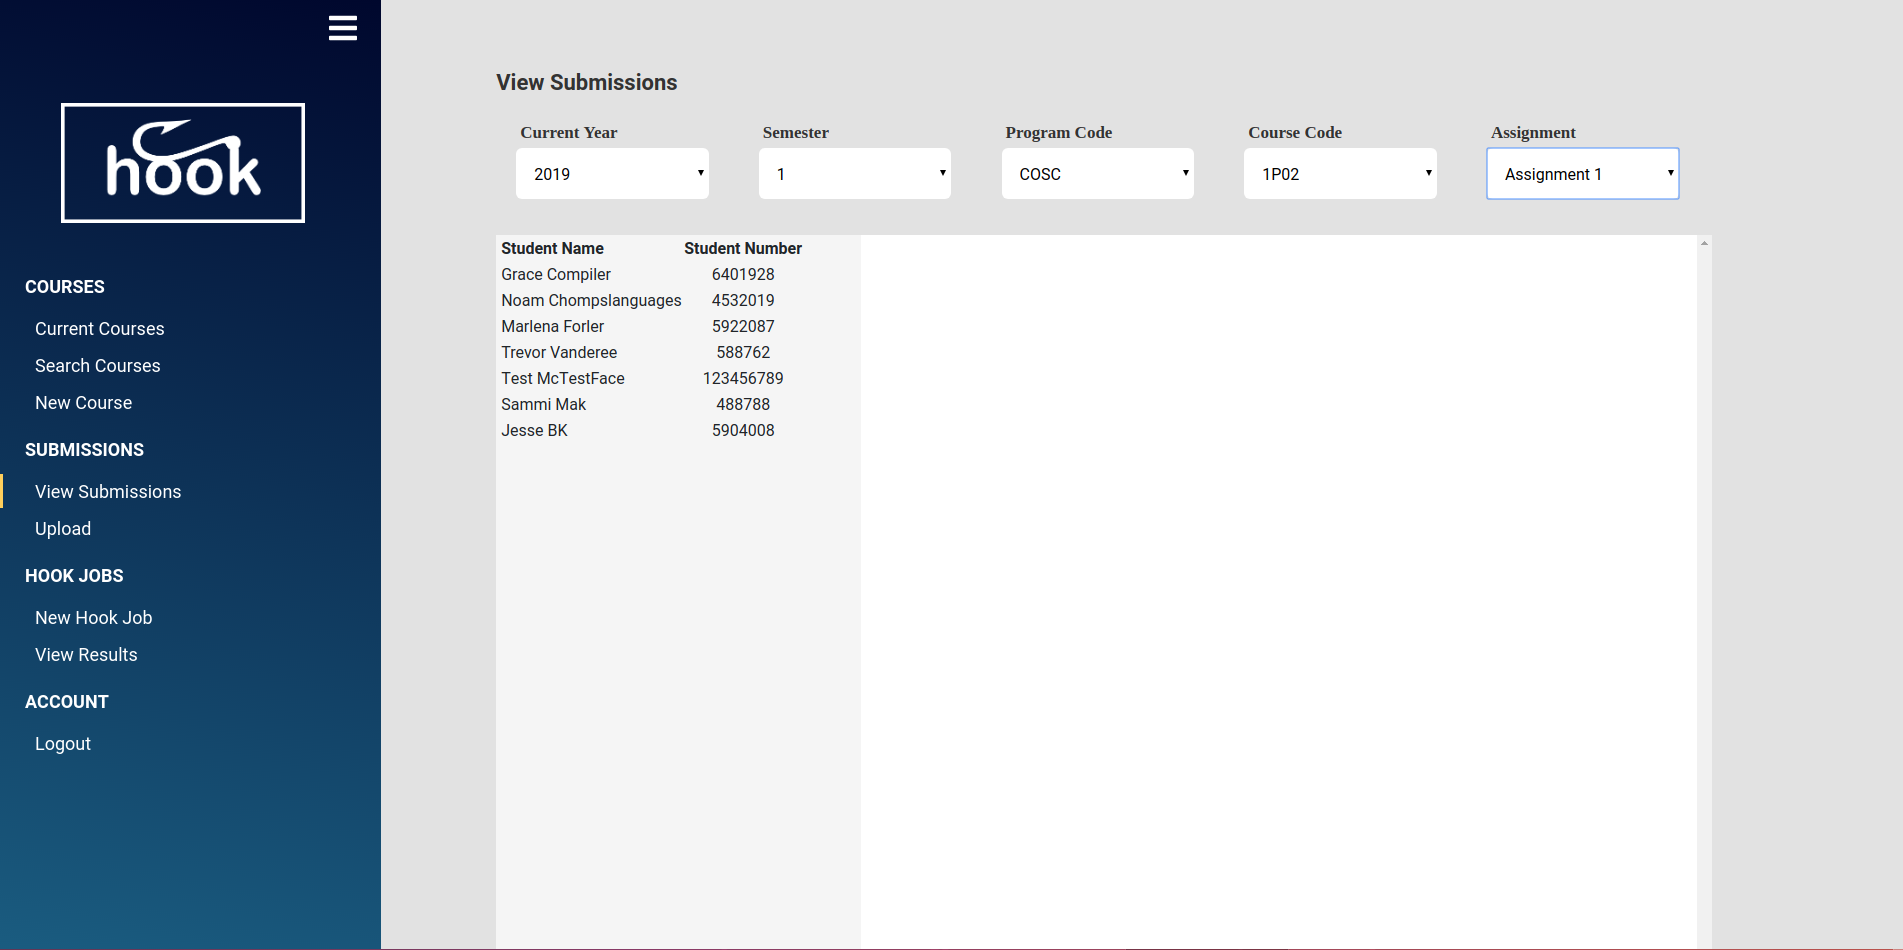 hook
COURSES
Current Courses
Search Courses
New Course
SUBMISSIONS
View Submissions
Upload
HOOK JOBS
New Hook Job
View Results
ACCOUNT
Logout
View Submissions
Current Year Semester Program Code Course Code Assignment
2019 1 COSC 1P02 Assignment 1
Student Name Student Number
Grace Compiler 6401928
Noam Chompslanguages 4532019
Marlena Forler 5922087
Trevor Vanderee 588762
Test McTestFace 123456789
Sammi Mak 488788
Jesse BK 5904008